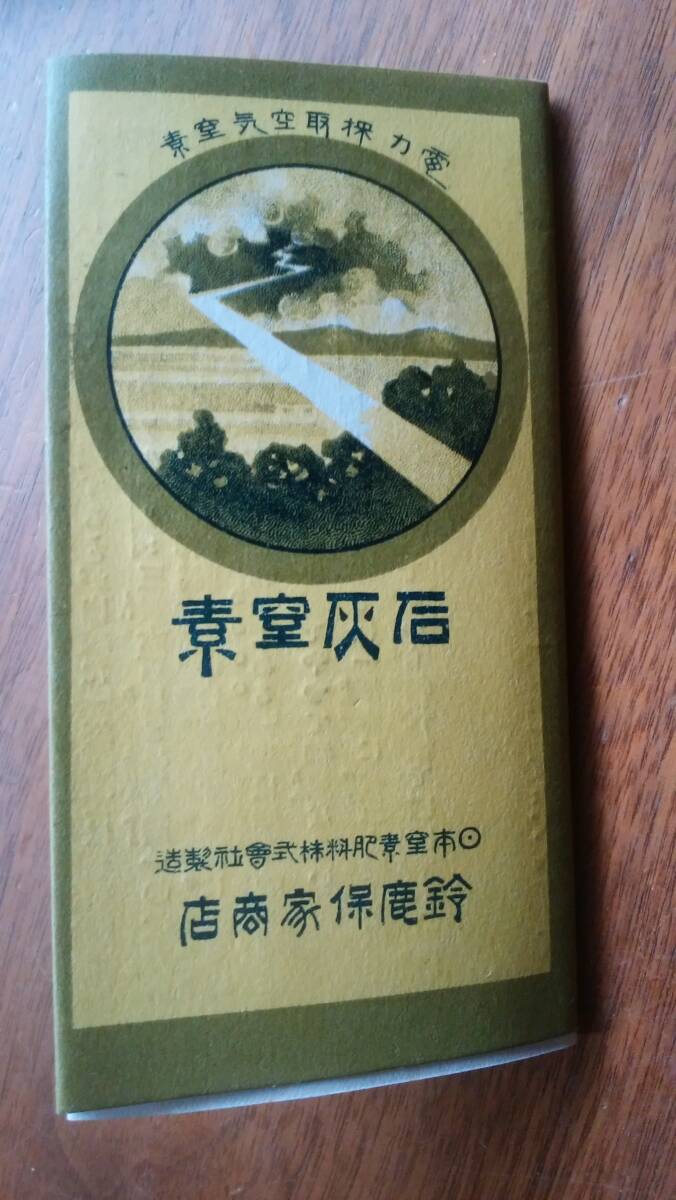 電力採取空気窒素
石灰窒素
日本窒素肥料株式會社製造
鈴鹿保家商店